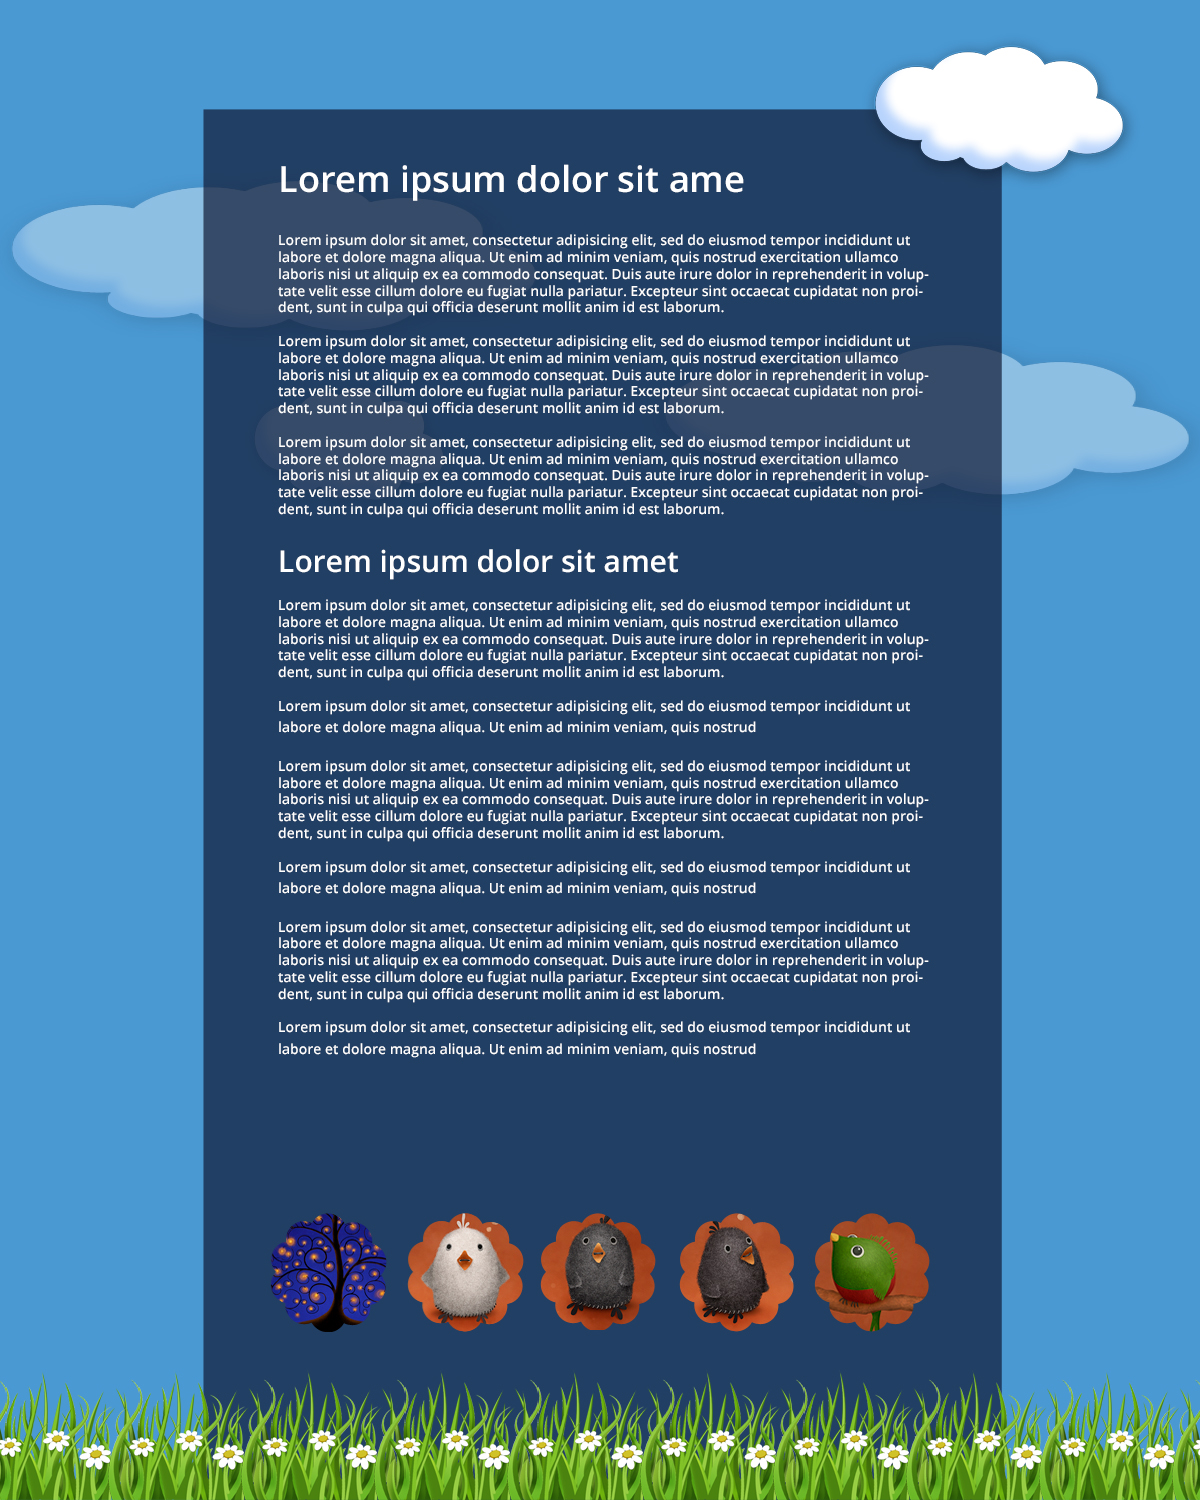 Lorem ipsum dolor sit ame
Lorem ipsum dolor sit amet, consectetur adipisicing elit, sed do eiusmod tempor incididunt ut
labore et dolore magna aliqua. Ut enim ad minim veniam, quis nostrud exercitation ullamco
laboris nisi ut aliquip ex ea commodo consequat. Duis aute irure dolor in reprehenderit in volup-
tate velit esse cillum dolore eu fugiat nulla pariatur. Excepteur sint occaecat cupidatat non proi-
dent, sunt in culpa qui officia deserunt mollit anim id est laborum.
Lorem ipsum dolor sit amet, consectetur adipisicing elit, sed do eiusmod tempor incididunt ut
labore et dolore magna aliqua. Ut enim ad minim veniam, quis nostrud exercitation ullamco
laboris nisi ut aliquip ex ea commodo consequat. Duis aute irure dolor in reprehenderit in volup-
tate velit esse cillum dolore eu fugiat nulla pariatur. Excepteur sint occaecat cupidatat non proi-
dent, sunt in culpa qui officia deserunt mollit anim id est laborum.
Lorem ipsum dolor sit amet, consectetur adipisicing elit, sed do eiusmod tempor incididunt ut
labore et dolore magna aliqua. Ut enim ad minim veniam, quis nostrud exercitation ullamco
laboris nisi ut aliquip ex ea commodo consequat. Duis aute irure dolor in reprehenderit in volup-
tate velit esse cillum dolore eu fugiat nulla pariatur. Excepteur sint occaecat cupidatat non proi-
dent, sunt in culpa qui officia deserunt mollit anim id est laborum.
Lorem ipsum dolor sit amet
Lorem ipsum dolor sit amet, consectetur adipisicing elit, sed do eiusmod tempor incididunt ut
labore et dolore magna aliqua. Ut enim ad minim veniam, quis nostrud exercitation ullamco
laboris nisi ut aliquip ex ea commodo consequat. Duis aute irure dolor in reprehenderit in volup-
tate velit esse cillum dolore eu fugiat nulla pariatur. Excepteur sint occaecat cupidatat non proi-
dent, sunt in culpa qui officia deserunt mollit anim id est laborum.
Lorem ipsum dolor sit amet, consectetur adipisicing elit, sed do eiusmod tempor incididunt ut
labore et dolore magna aliqua. Ut enim ad minim veniam, quis nostrud
Lorem ipsum dolor sit amet, consectetur adipisicing elit, sed do eiusmod tempor incididunt ut
labore et dolore magna aliqua. Ut enim ad minim veniam, quis nostrud exercitation ullamco
laboris nisi ut aliquip ex ea commodo consequat. Duis aute irure dolor in reprehenderit in volup-
tate velit esse cillum dolore eu fugiat nulla pariatur. Excepteur sint occaecat cupidatat non proi-
dent, sunt in culpa qui officia deserunt mollit anim id est laborum.
Lorem ipsum dolor sit amet, consectetur adipisicing elit, sed do eiusmod tempor incididunt ut
labore et dolore magna aliqua. Ut enim ad minim veniam, quis nostrud
Lorem ipsum dolor sit amet, consectetur adipisicing elit, sed do eiusmod tempor incididunt ut
labore et dolore magna aliqua. Ut enim ad minim veniam, quis nostrud exercitation ullamco
laboris nisi ut aliquip ex ea commodo consequat. Duis aute irure dolor in reprehenderit in volup-
tate velit esse cillum dolore eu fugiat nulla pariatur. Excepteur sint occaecat cupidatat non proi-
dent, sunt in culpa qui officia deserunt mollit anim id est laborum.
Lorem ipsum dolor sit amet, consectetur adipisicing elit, sed do eiusmod tempor incididunt ut
labore et dolore magna aliqua. Ut enim ad minim veniam, quis nostrud